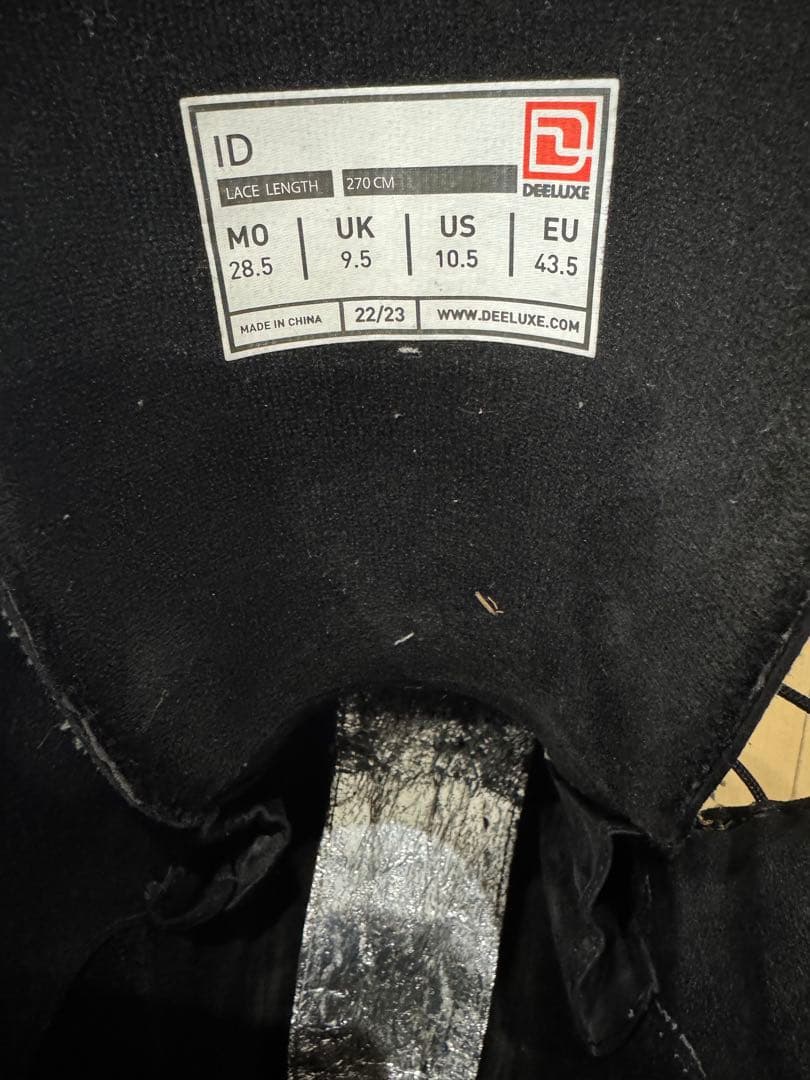 ID
DEELUXE
LACE LENGTH 270 CM
MO UK US EU
28.5 9.5 10.5 43.5
MADE IN CHINA 22/23 WWW.DEELUXE.COM